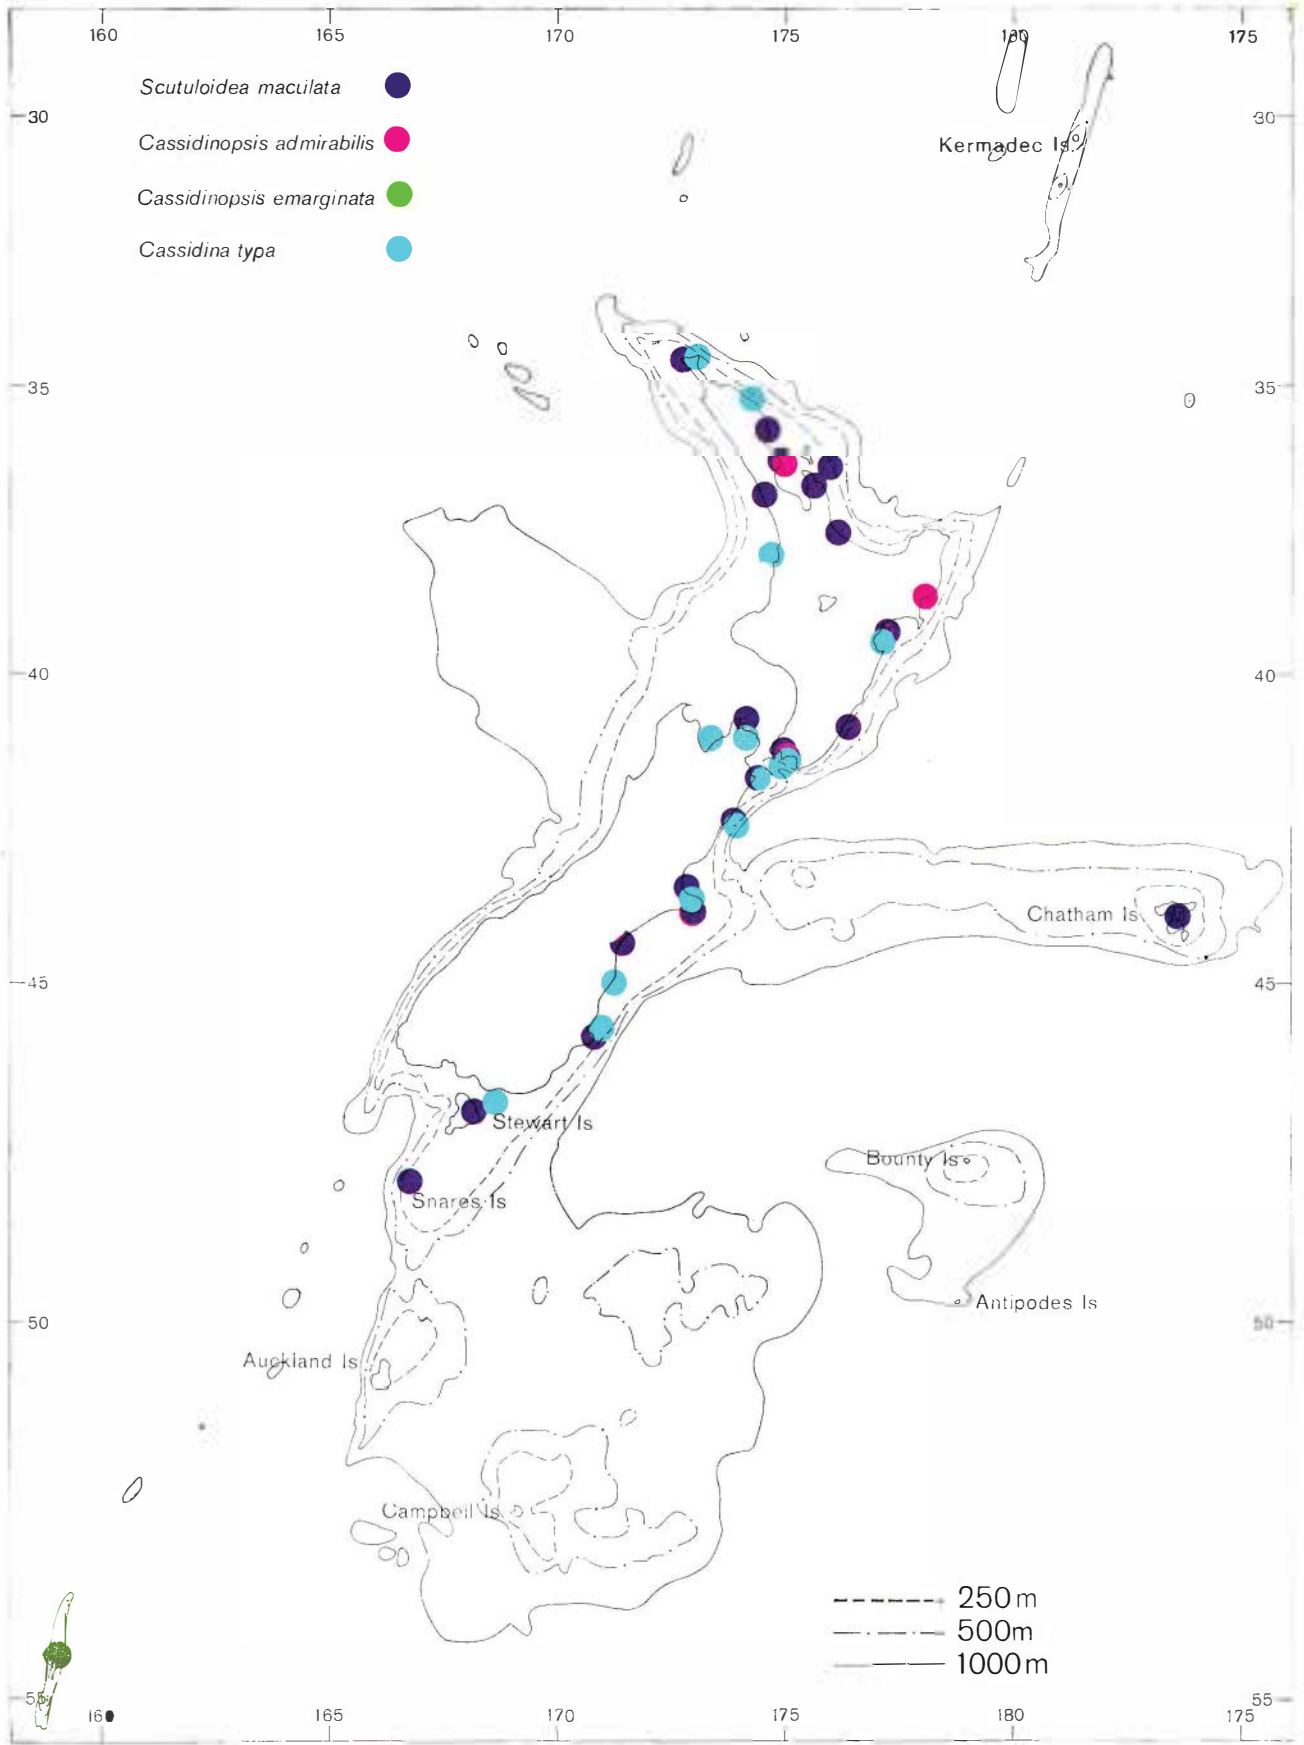 160 165 170 175 180 175
Scutuloidea maculata
30 30
Cassidinopsis admirabilis
Kermadec Is
Cassidinopsis emarginata
Cassidina typa
35 35
40 40
Chatham Is
45 45
Stewart Is
Bounty Is
Snares Is
Antipodes Is
50 50
Auckland Is
Campbell Is
250m
500m
1000m
55 55
160 165 170 175 180 175